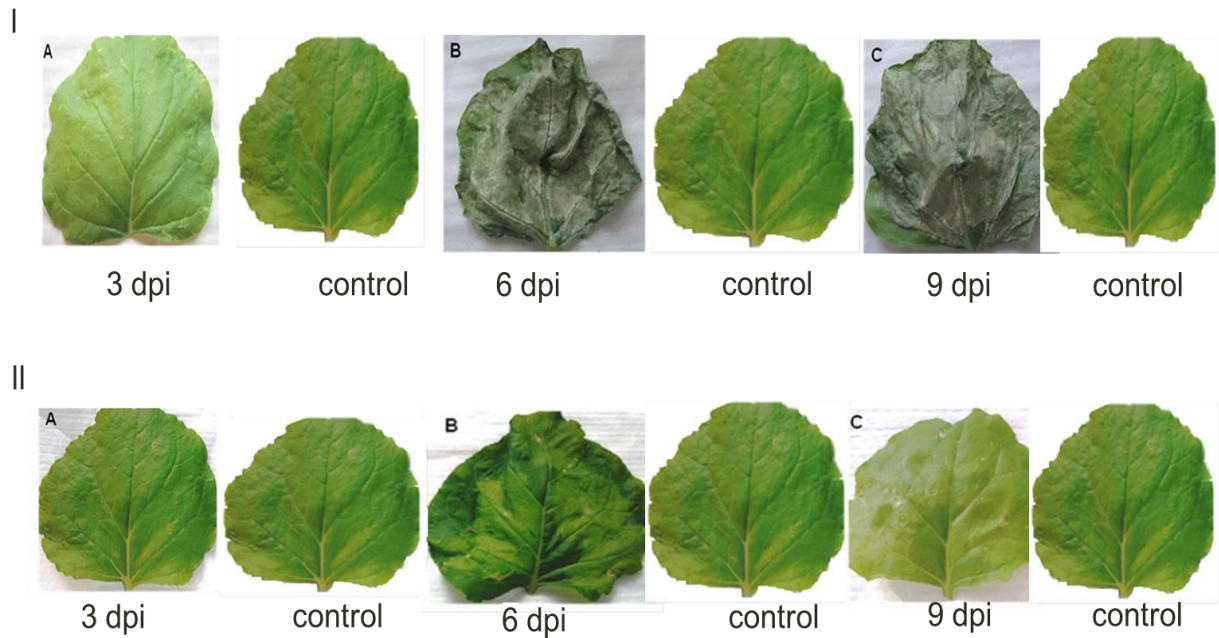 I
A B C
3 dpi control 6 dpi control 9 dpi control
II
A B C
3 dpi control 6 dpi control 9 dpi control